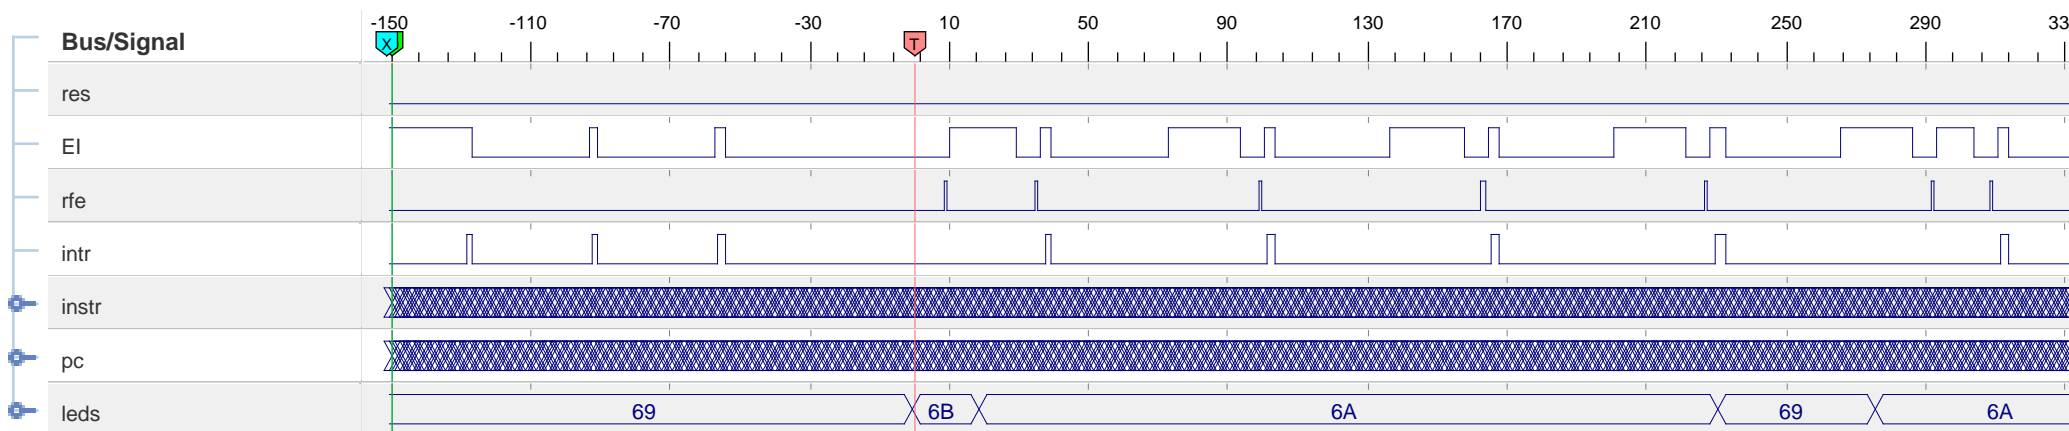 -150 -110 -70 -30 10 50 90 130 170 210 250 290 33
Bus/Signal X T
res
EI
rfe
intr
instr
pc
leds 69 6B 6A 69 6A